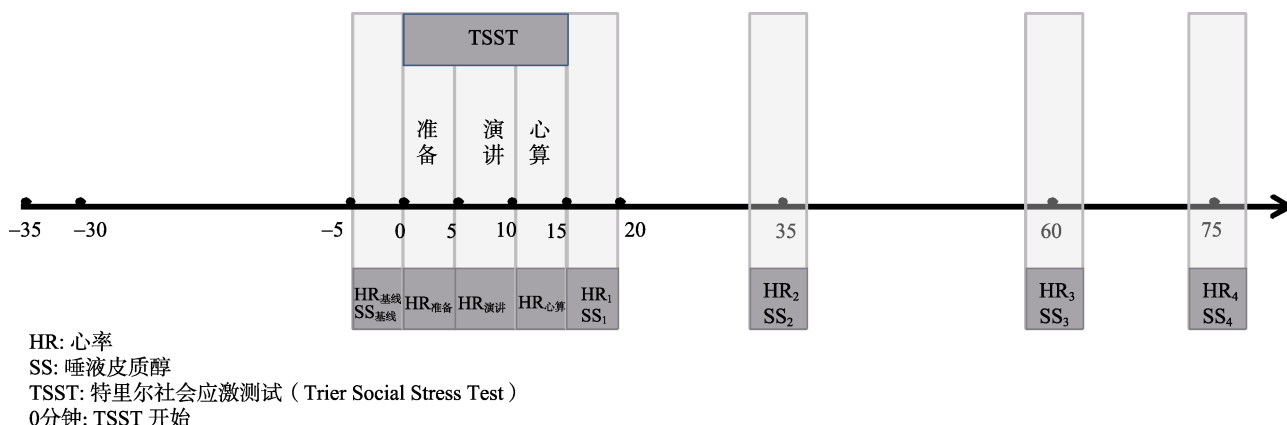 TSST
准备
演讲
心算
−35 −30 −5 0 5 10 15 20 35 60 75
HR基线 SS基线
HR准备
HR演讲
HR心算
HR1 SS1
HR2 SS2
HR3 SS3
HR4 SS4
HR: 心率
SS: 唾液皮质醇
TSST: 特里尔社会应激测试（Trier Social Stress Test）
0分钟: TSST 开始